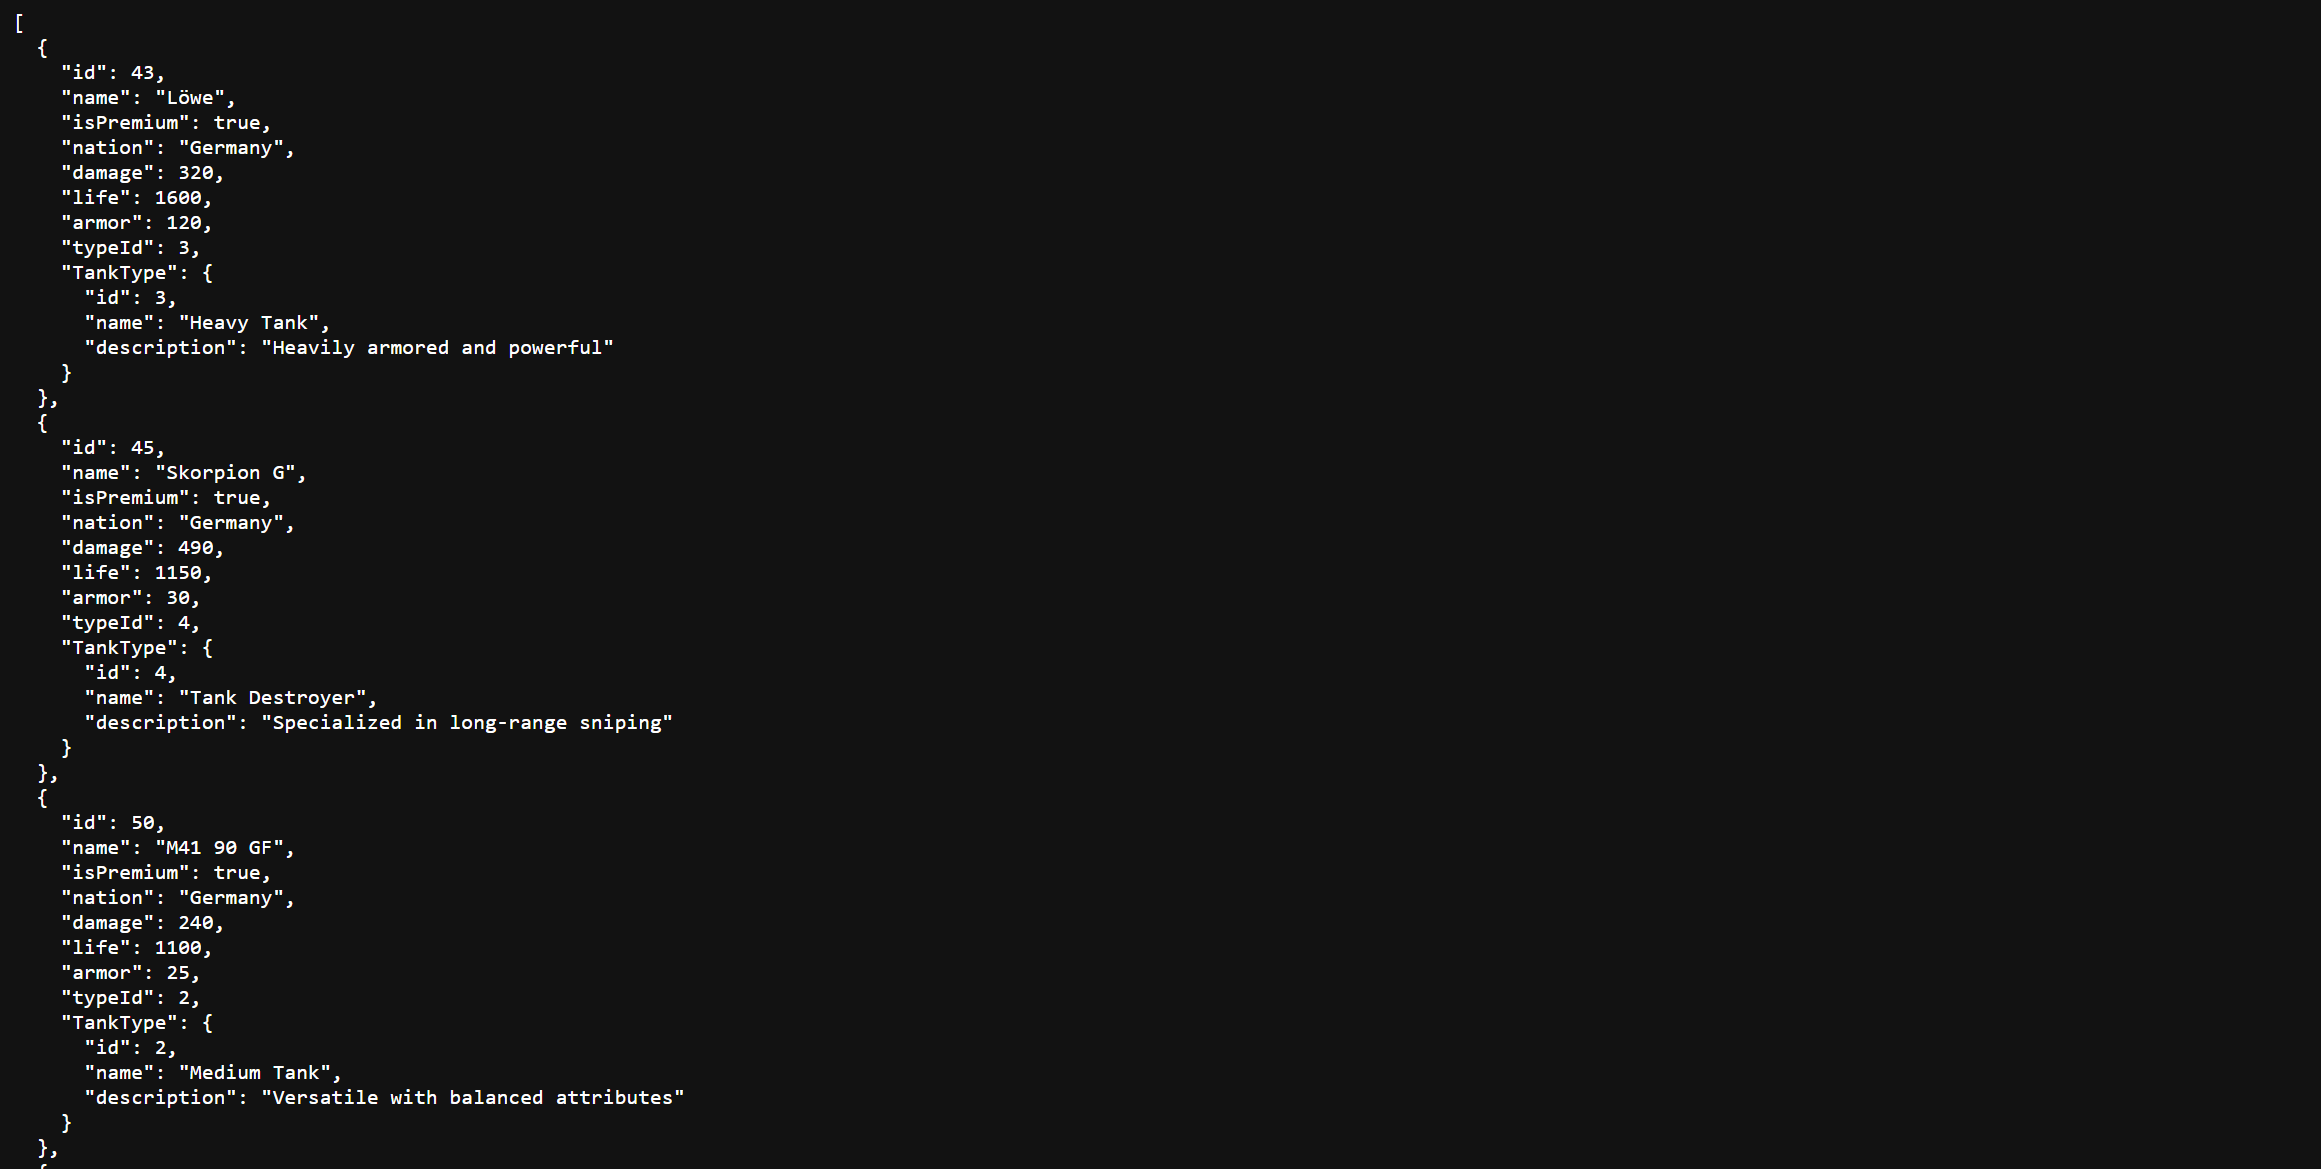 [
  {
    "id": 43,
    "name": "Löwe",
    "isPremium": true,
    "nation": "Germany",
    "damage": 320,
    "life": 1600,
    "armor": 120,
    "typeId": 3,
    "TankType": {
      "id": 3,
      "name": "Heavy Tank",
      "description": "Heavily armored and powerful"
    }
  },
  {
    "id": 45,
    "name": "Skorpion G",
    "isPremium": true,
    "nation": "Germany",
    "damage": 490,
    "life": 1150,
    "armor": 30,
    "typeId": 4,
    "TankType": {
      "id": 4,
      "name": "Tank Destroyer",
      "description": "Specialized in long-range sniping"
    }
  },
  {
    "id": 50,
    "name": "M41 90 GF",
    "isPremium": true,
    "nation": "Germany",
    "damage": 240,
    "life": 1100,
    "armor": 25,
    "typeId": 2,
    "TankType": {
      "id": 2,
      "name": "Medium Tank",
      "description": "Versatile with balanced attributes"
    }
  },
  {